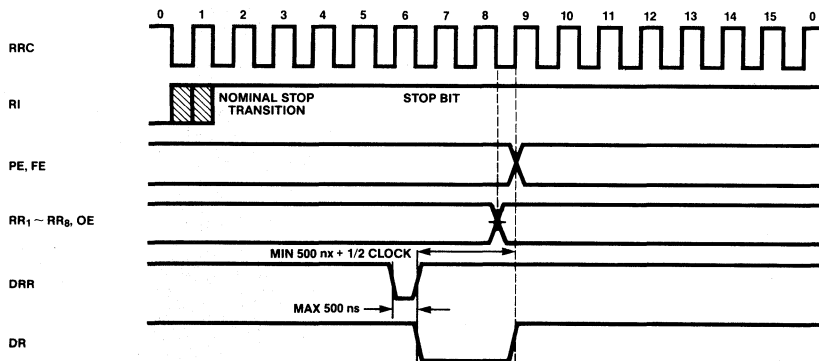 0 1 2 3 4 5 6 7 8 9 10 11 12 13 14 15 0
RRC
RI
NOMINAL STOP
TRANSITION
STOP BIT
PE, FE
RR1 ~ RR8, OE
MIN 500 nx + 1/2 CLOCK
DRR
MAX 500 ns
DR